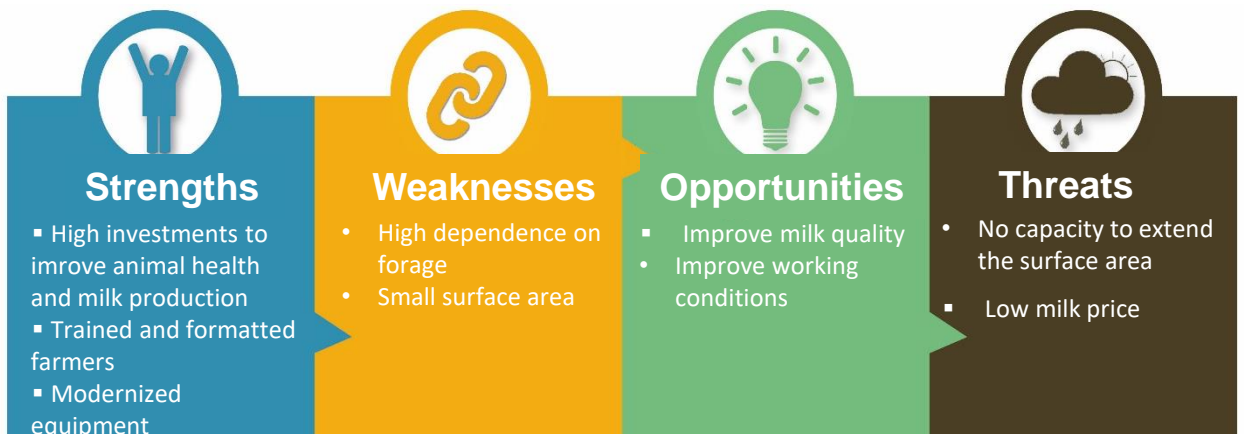 Strengths
▪ High investments to
imrove animal health
and milk production
▪ Trained and formatted
farmers
▪ Modernized
equipment
Weaknesses
• High dependence on
forage
• Small surface area
Opportunities
▪ Improve milk quality
• Improve working
conditions
Threats
• No capacity to extend
the surface area
▪ Low milk price